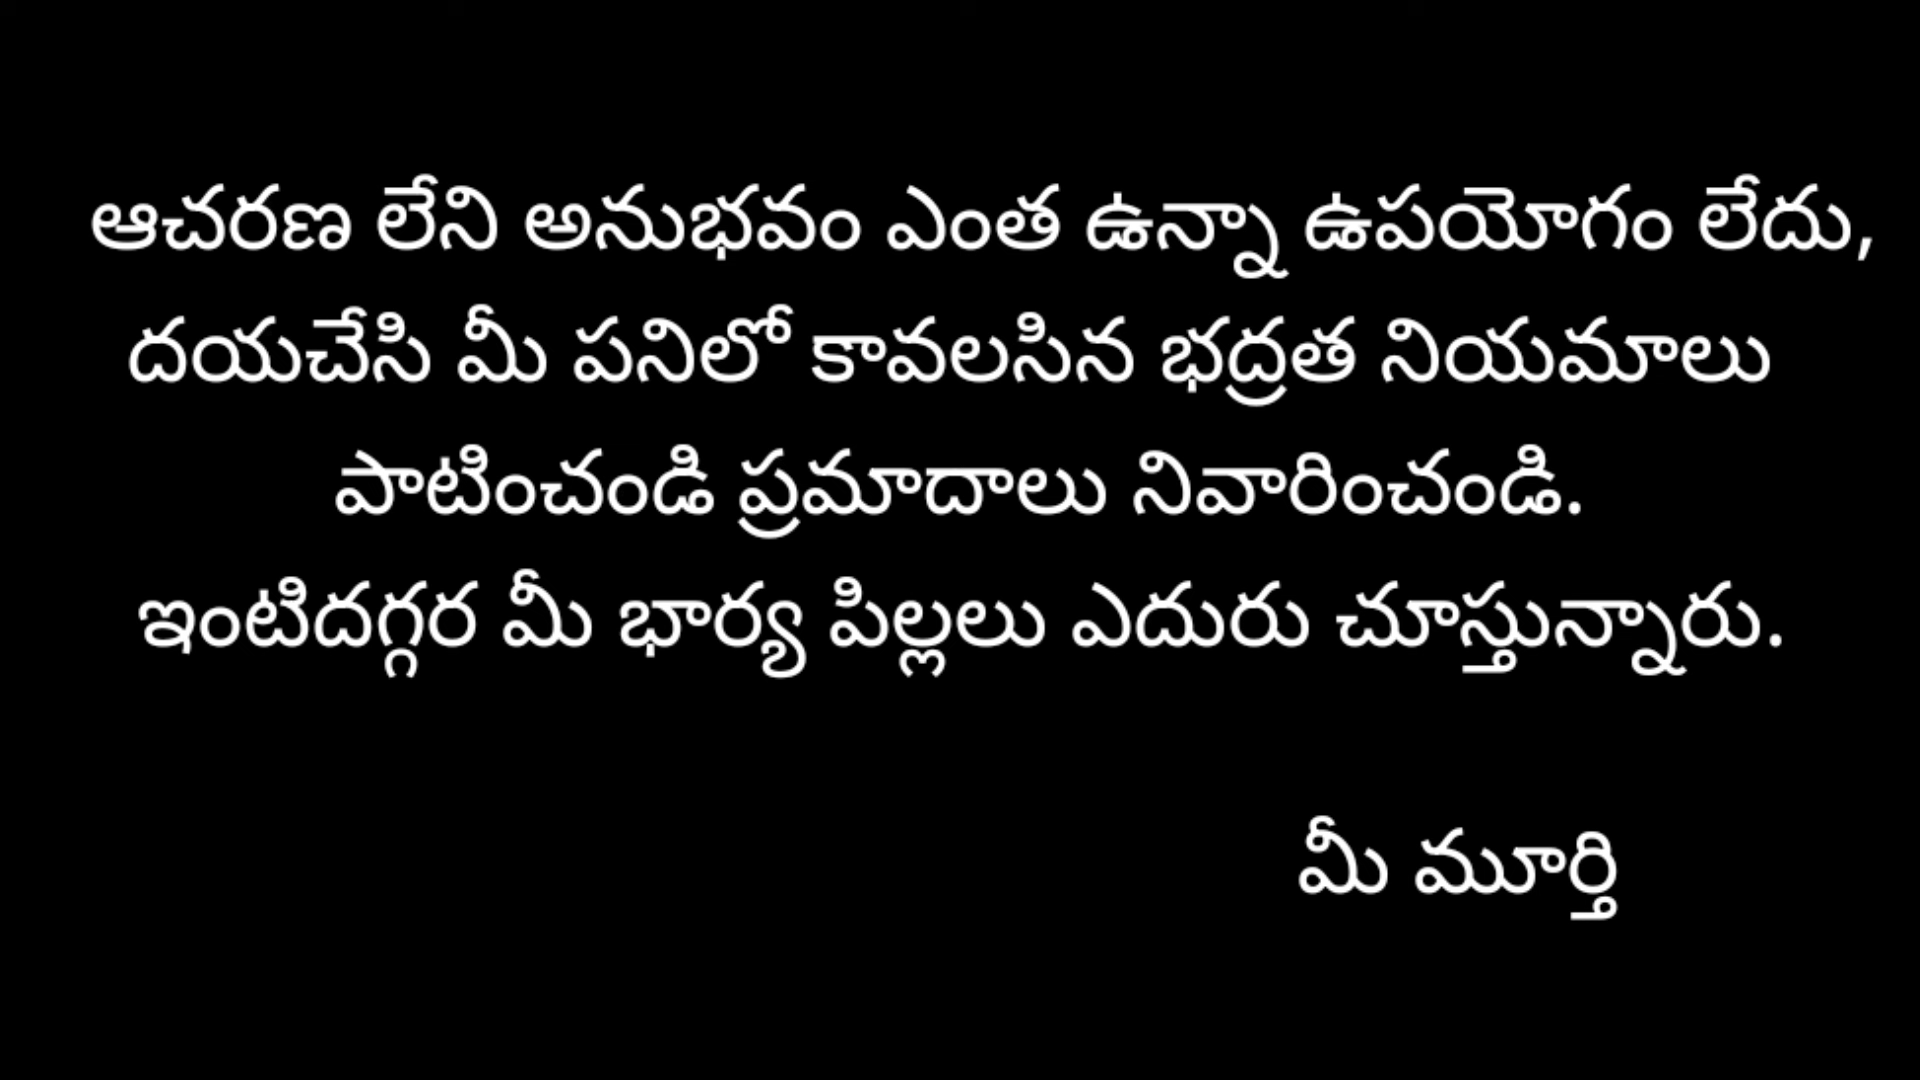 ఆచరణ లేని అనుభవం ఎంత ఉన్నా ఉపయోగం లేదు,
దయచేసి మీ పనిలో కావలసిన భద్రత నియమాలు
పాటించండి ప్రమాదాలు నివారించండి.
ఇంటిదగ్గర మీ భార్య పిల్లలు ఎదురు చూస్తున్నారు.
మీ మూర్తి